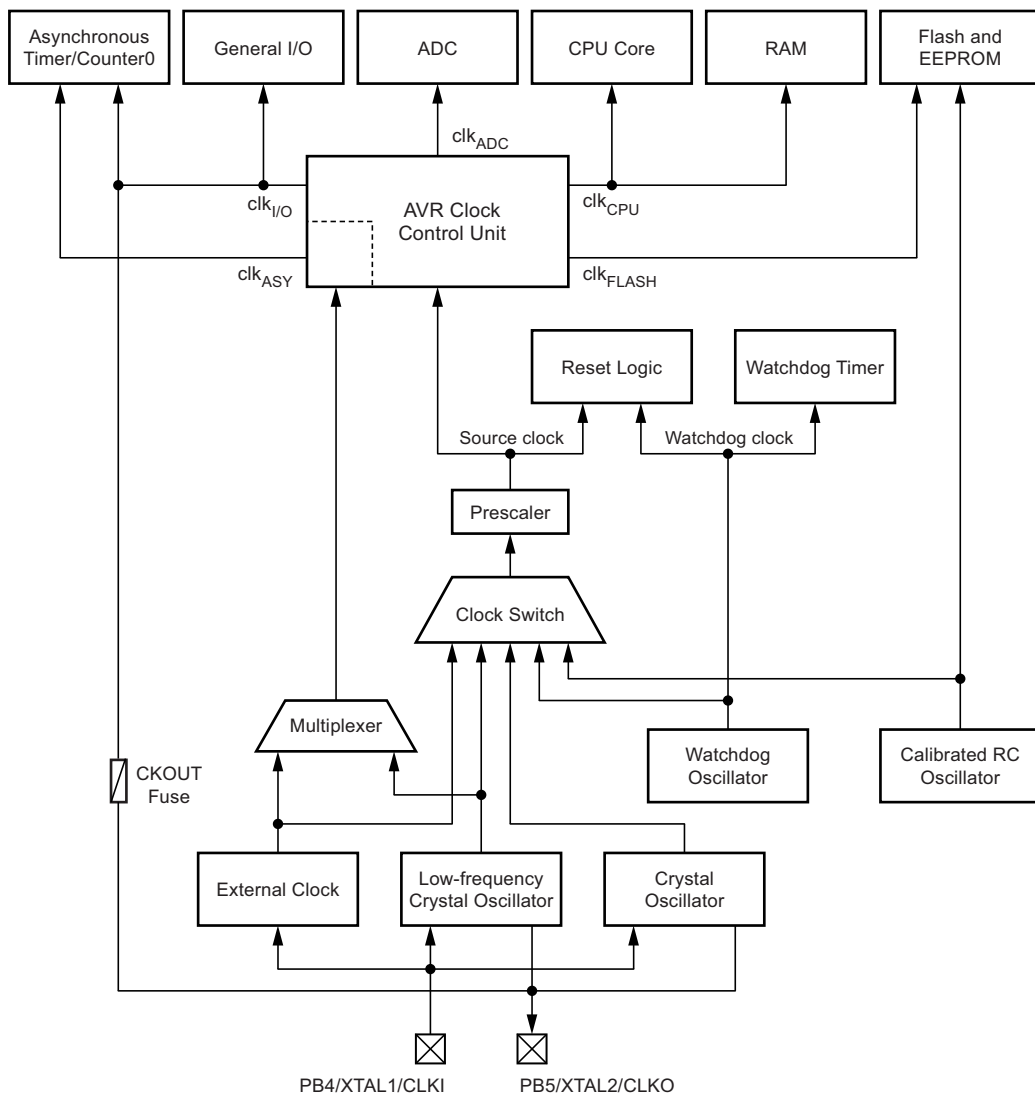 Asynchronous
Timer/Counter0
General I/O
ADC
CPU Core
RAM
Flash and
EEPROM
clkADC
clkI/O
AVR Clock
Control Unit
clkCPU
clkASY
clkFLASH
Reset Logic
Watchdog Timer
Source clock
Watchdog clock
Prescaler
Clock Switch
Multiplexer
Watchdog
Oscillator
Calibrated RC
Oscillator
CKOUT
Fuse
External Clock
Low-frequency
Crystal Oscillator
Crystal
Oscillator
PB4/XTAL1/CLKI
PB5/XTAL2/CLKO